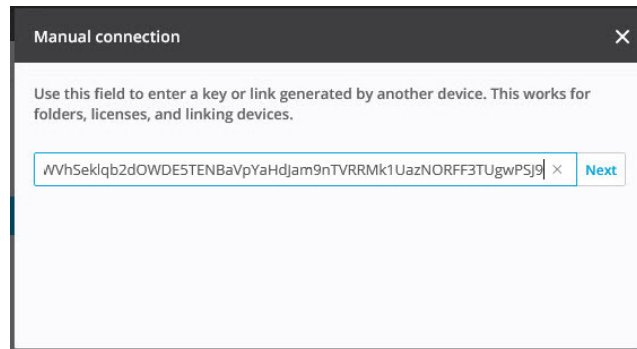 Manual connection
Use this field to enter a key or link generated by another device. This works for
folders, licenses, and linking devices.
WVhSeklqb2dOWDE5TENBaVpYaHdJam9nTVRRMk1UazNORFF3TUgwPSJ9 Next